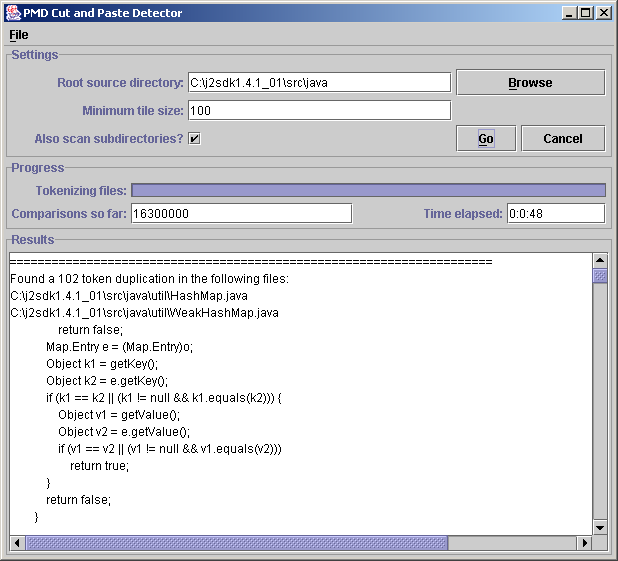 PMD Cut and Paste Detector
File
Settings
Root source directory: C:\j2sdk1.4.1_01\src\java Browse
Minimum tile size: 100
Also scan subdirectories? Go Cancel
Progress
Tokenizing files:
Comparisons so far: 16300000 Time elapsed: 0:0:48
Results
=====================================================================
Found a 102 token duplication in the following files:
C:\j2sdk1.4.1_01\src\java\util\HashMap.java
C:\j2sdk1.4.1_01\src\java\util\WeakHashMap.java
return false;
Map.Entry e = (Map.Entry)o;
Object k1 = getKey();
Object k2 = e.getKey();
if (k1 == k2 || (k1 != null && k1.equals(k2))) {
Object v1 = getValue();
Object v2 = e.getValue();
if (v1 == v2 || (v1 != null && v1.equals(v2)))
return true;
}
return false;
}